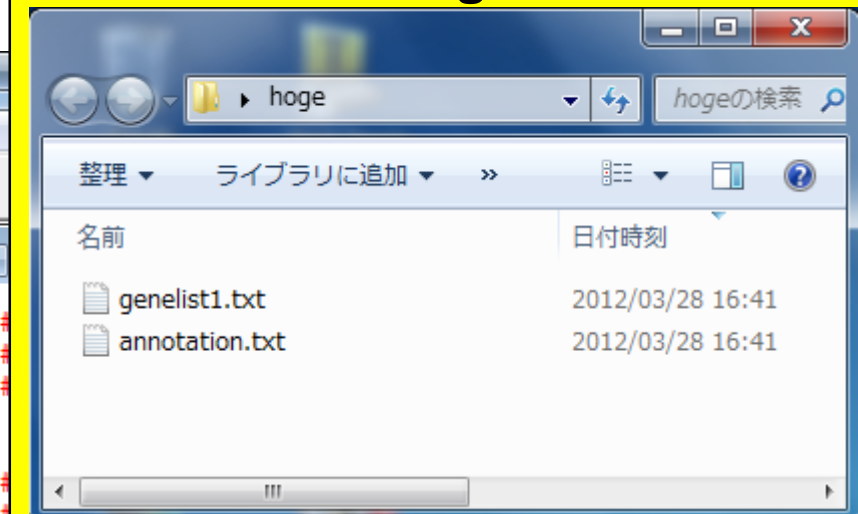 hoge
hogeの検索
整理 ライブラリに追加 »
名前 日付時刻
genelist1.txt 2012/03/28 16:41
annotation.txt 2012/03/28 16:41
#
#
#
#
#